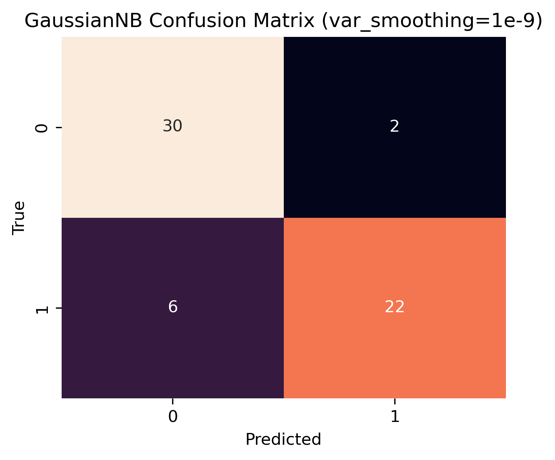 GaussianNB Confusion Matrix (var_smoothing=1e-9)
True
0
30
2
1
6
22
0
1
Predicted